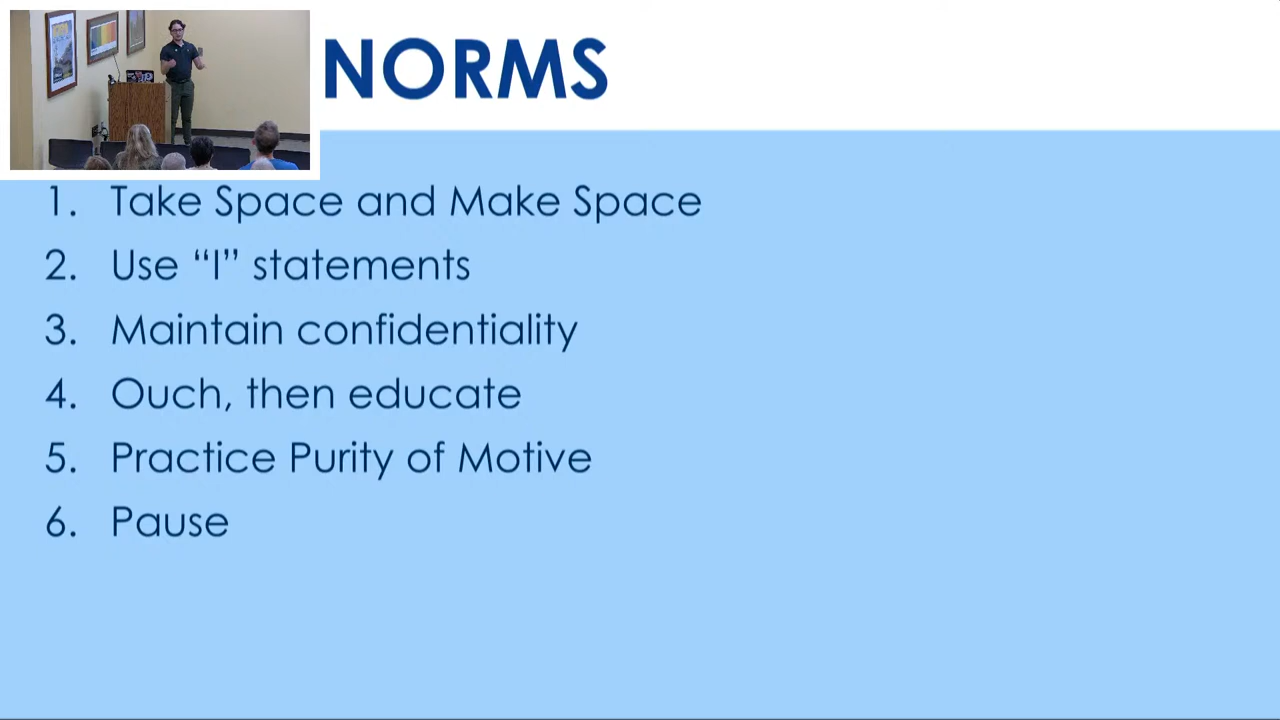 NORMS
1. Take Space and Make Space
2. Use “I” statements
3. Maintain confidentiality
4. Ouch, then educate
5. Practice Purity of Motive
6. Pause